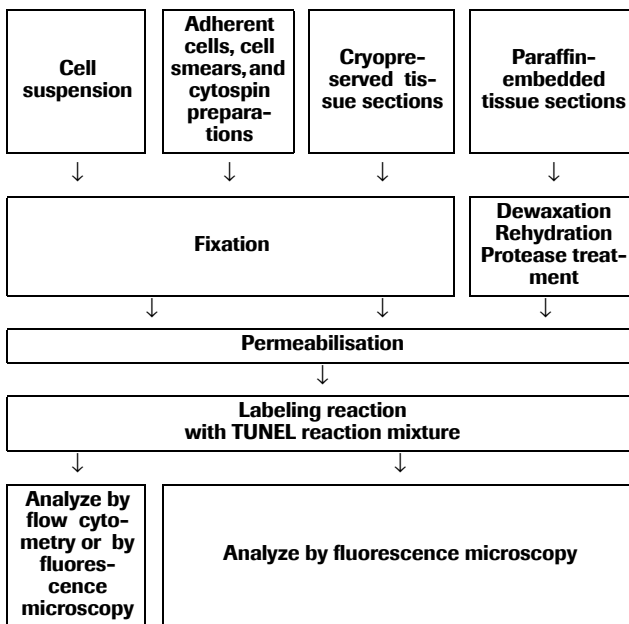 Cell
suspension
Adherent
cells, cell
smears, and
cytospin
prepara-
tions
Cryopre-
served tis-
sue sections
Paraffin-
embedded
tissue sections
↓ ↓ ↓ ↓
Fixation
Dewaxation
Rehydration
Protease treat-
ment
↓ ↓ ↓
Permeabilisation
↓
Labeling reaction
with TUNEL reaction mixture
↓ ↓
Analyze by
flow cyto-
metry or by
fluores-
cence
microscopy
Analyze by fluorescence microscopy